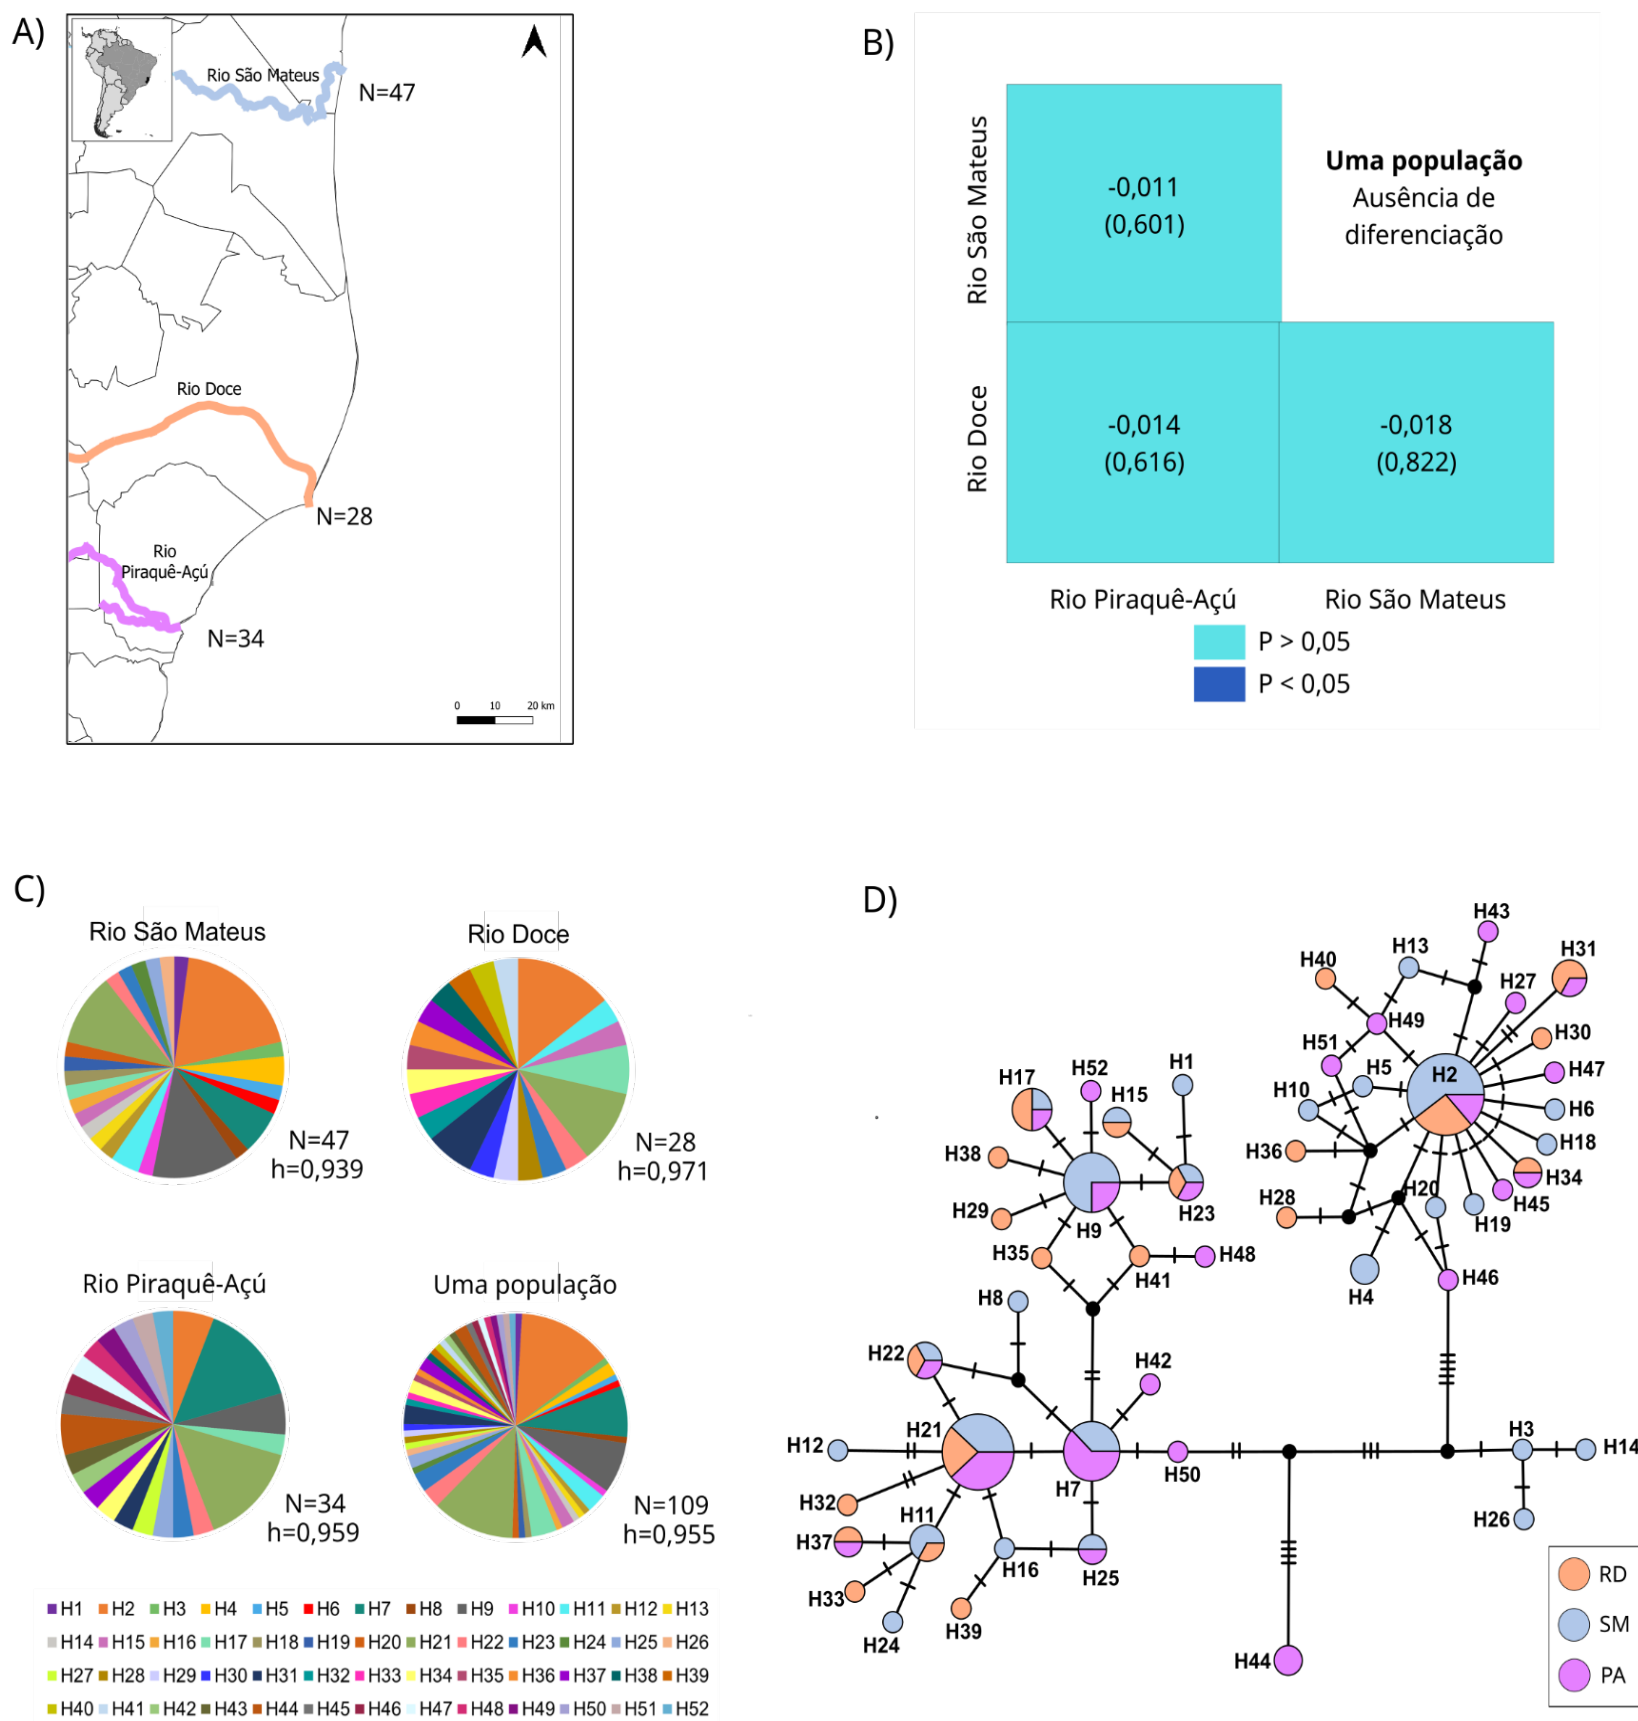 A)
Rio São Mateus
N=47
Rio Doce
N=28
Rio
Piraquê-Açú
N=34
0 10 20 km
B)
Rio São Mateus
-0,011
(0,601)
Uma população
Ausência de
diferenciação
Rio Doce
-0,014
(0,616)
-0,018
(0,822)
Rio Piraquê-Açú
Rio São Mateus
P > 0,05
P < 0,05
C)
Rio São Mateus
N=47
h=0,939
Rio Doce
N=28
h=0,971
Rio Piraquê-Açú
N=34
h=0,959
Uma população
N=109
h=0,955
H1 H2 H3 H4 H5 H6 H7 H8 H9 H10 H11 H12 H13
H14 H15 H16 H17 H18 H19 H20 H21 H22 H23 H24 H25 H26
H27 H28 H29 H30 H31 H32 H33 H34 H35 H36 H37 H38 H39
H40 H41 H42 H43 H44 H45 H46 H47 H48 H49 H50 H51 H52
D)
H43
H13
H31
H40
H27
H49
H30
H51
H5
H2
H47
H10
H6
H18
H36
H34
H20
H45
H28
H19
H4
H46
H17
H52
H1
H15
H38
H29
H9
H23
H35
H41
H48
H8
H22
H42
H21
H12
H7
H50
H3
H14
H32
H11
H26
H37
H16
H25
H33
H24
H39
H44
RD
SM
PA